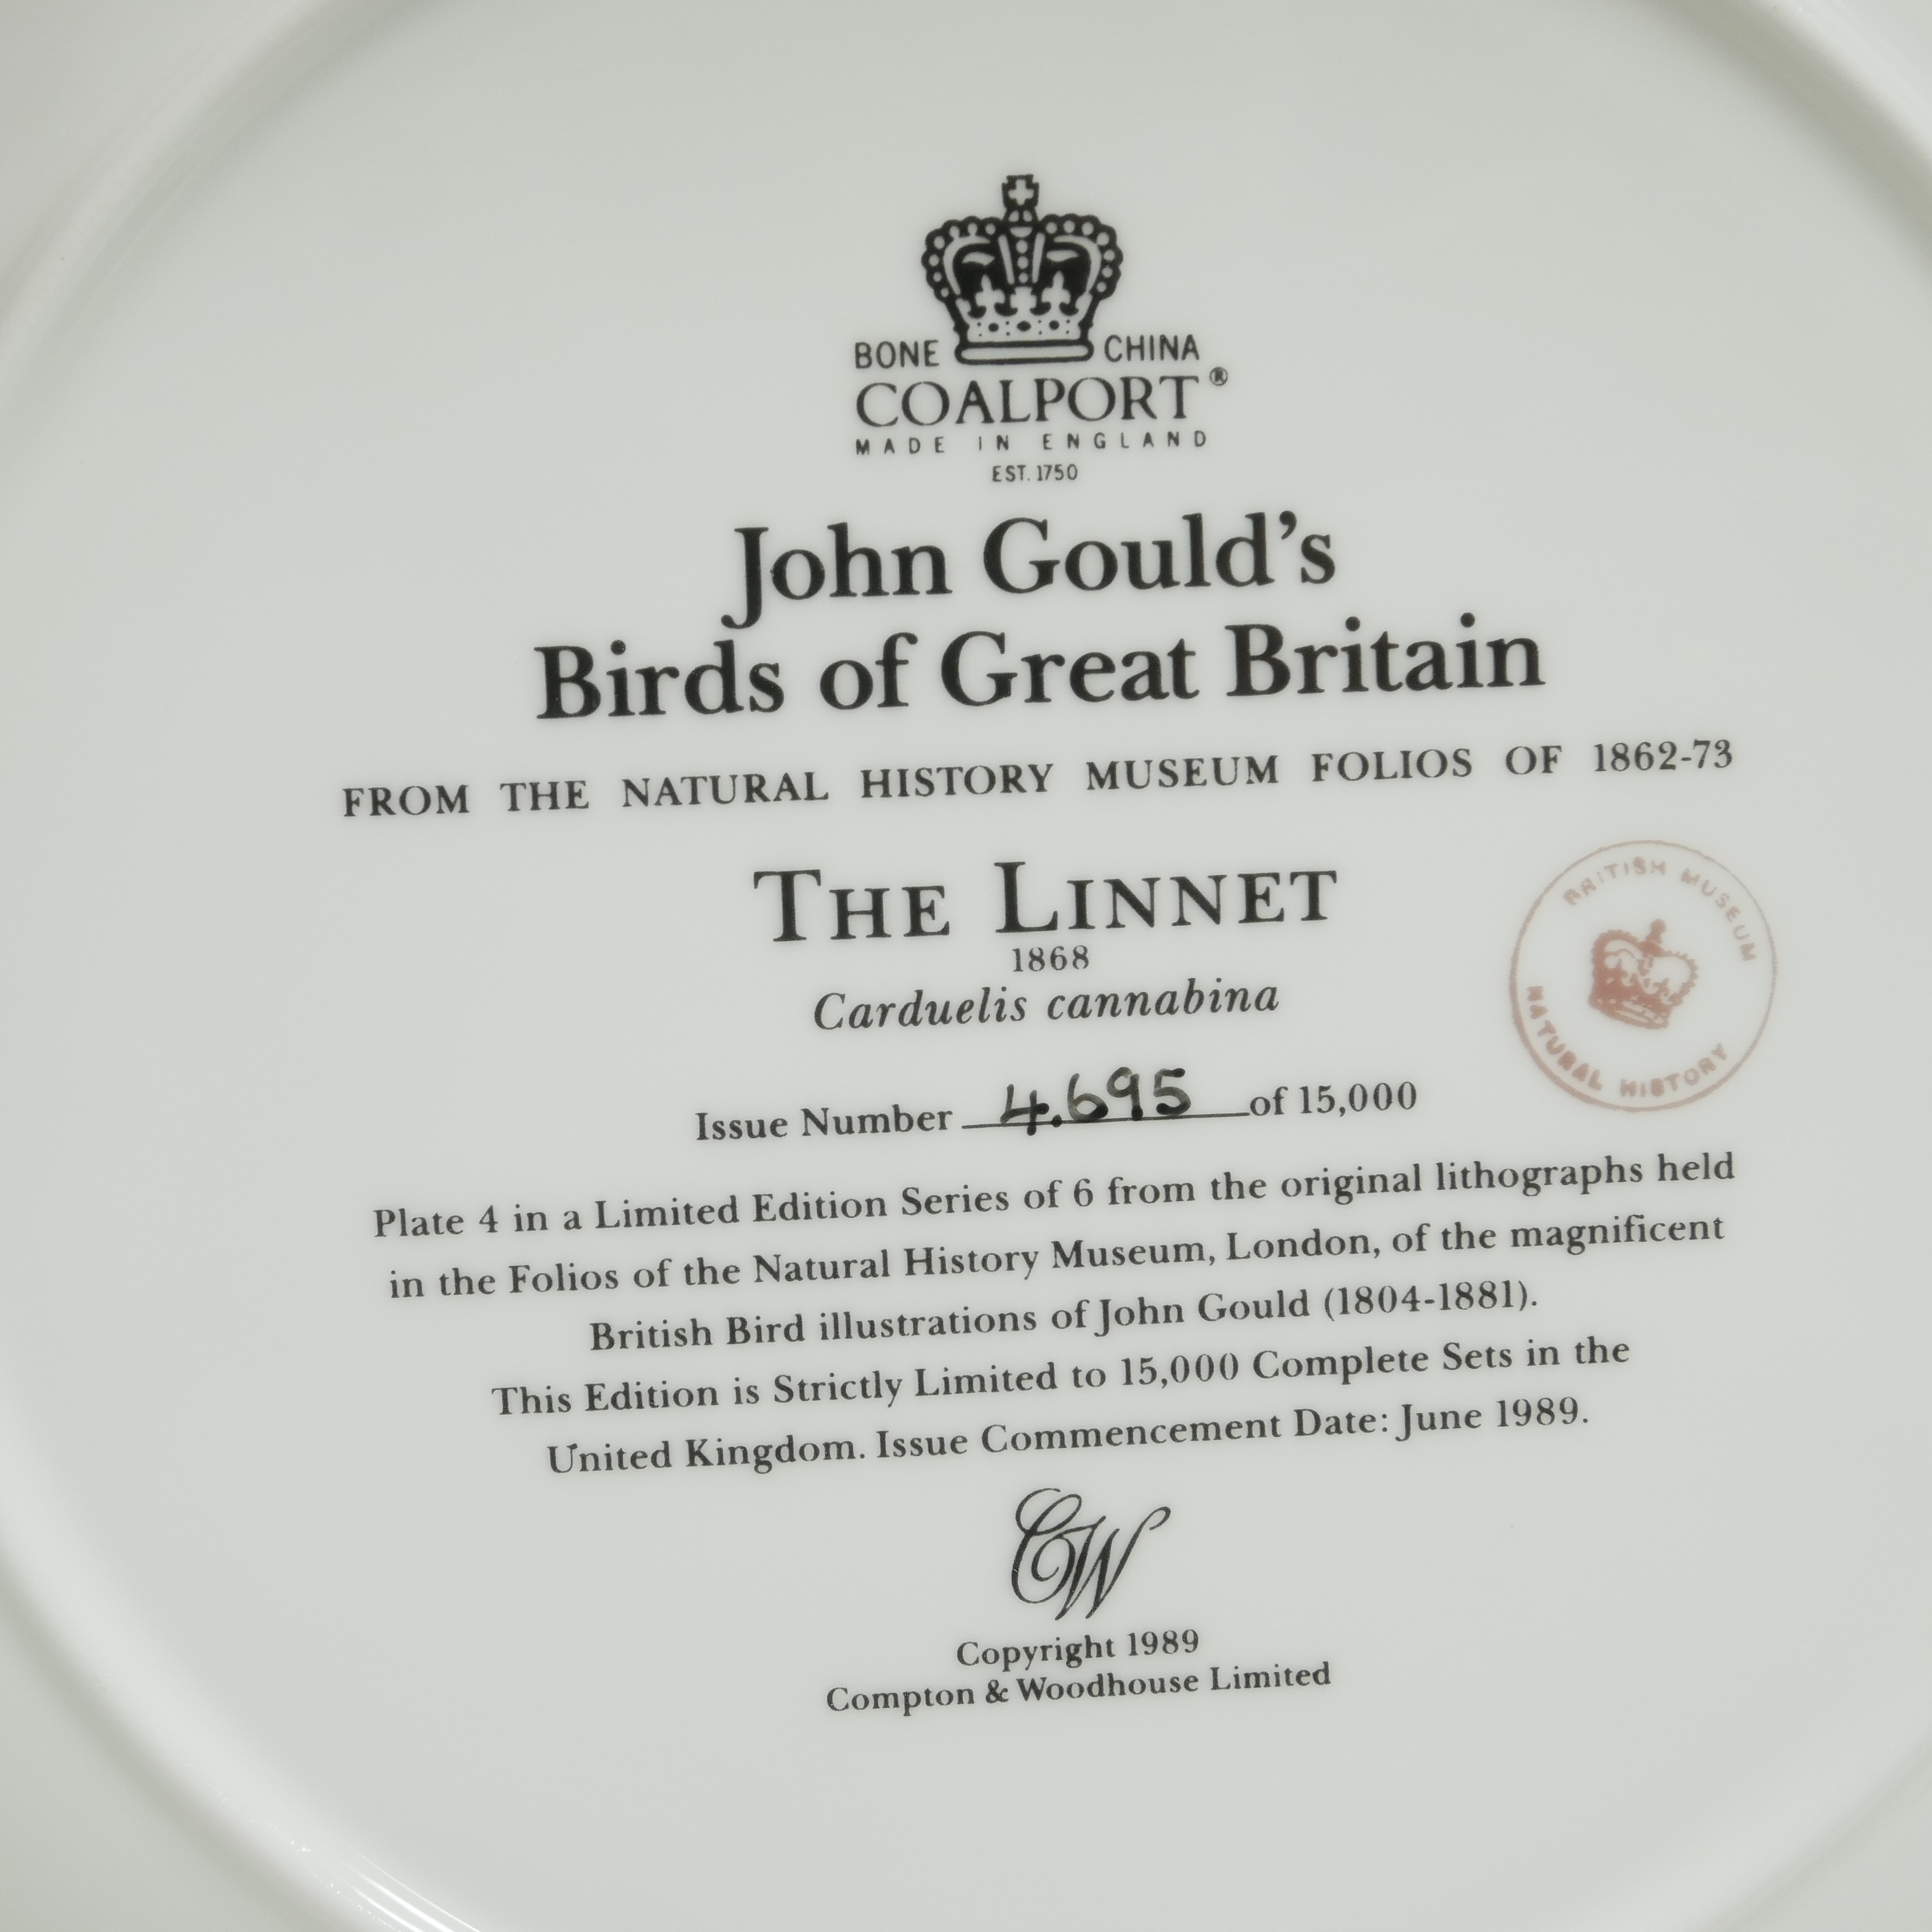 BONE CHINA
COALPORT®
MADE IN ENGLAND
EST. 1750
John Gould's
Birds of Great Britain
FROM THE NATURAL HISTORY MUSEUM FOLIOS OF 1862-73
THE LINNET
1868
Carduelis cannabina
BRITISH MUSEUM
NATURAL HISTORY
Issue Number 4,695 of 15,000
Plate 4 in a Limited Edition Series of 6 from the original lithographs held
in the Folios of the Natural History Museum, London, of the magnificent
British Bird illustrations of John Gould (1804-1881).
This Edition is Strictly Limited to 15,000 Complete Sets in the
United Kingdom. Issue Commencement Date: June 1989.
CW
Copyright 1989
Compton & Woodhouse Limited